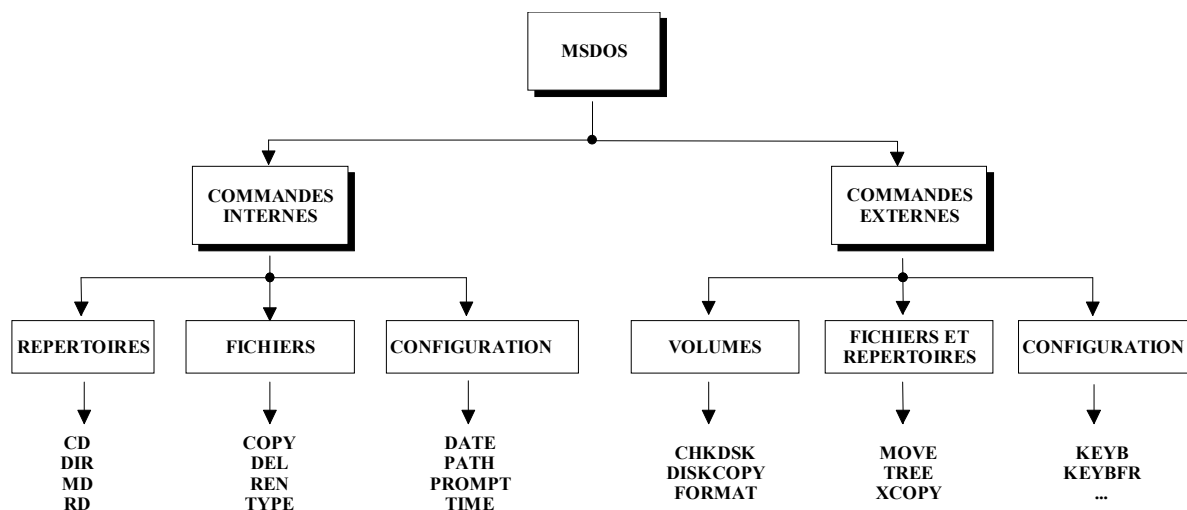 MSDOS
COMMANDES
INTERNES
COMMANDES
EXTERNES
REPERTOIRES
FICHIERS
CONFIGURATION
VOLUMES
FICHIERS ET
REPERTOIRES
CONFIGURATION
CD
DIR
MD
RD
COPY
DEL
REN
TYPE
DATE
PATH
PROMPT
TIME
CHKDSK
DISKCOPY
FORMAT
MOVE
TREE
XCOPY
KEYB
KEYBFR
...